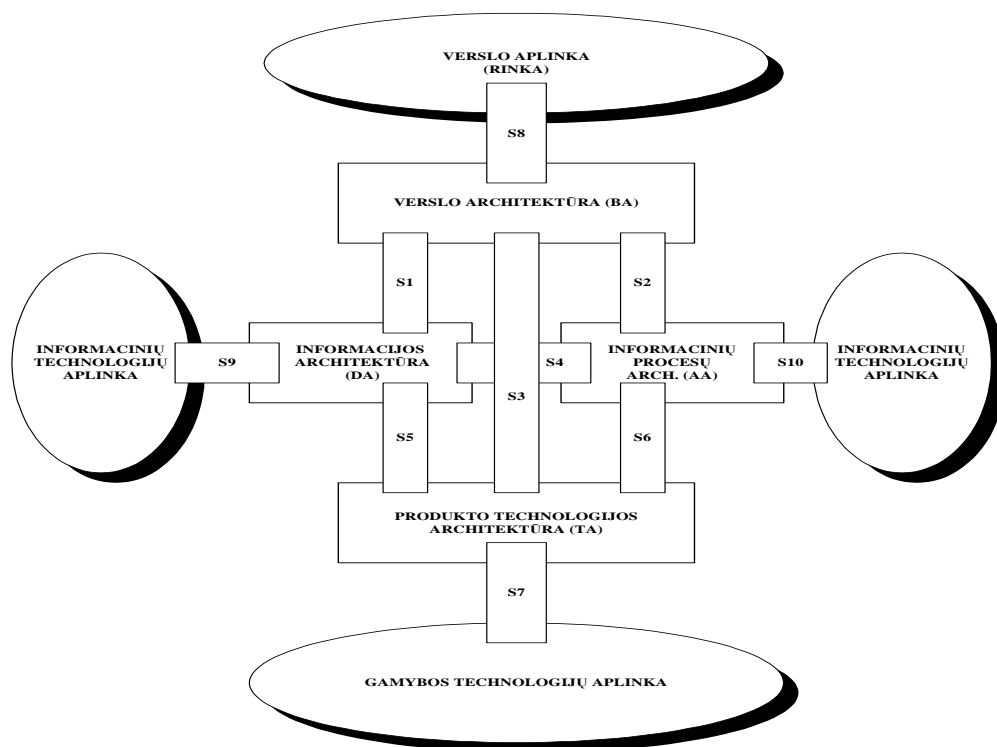 VERSLO APLINKA
(RINKA)
S8
VERSLO ARCHITEKTŪRA (BA)
S1
S2
INFORMACINIŲ
TECHNOLOGIJŲ
APLINKA
S9
INFORMACIJOS
ARCHITEKTŪRA
(DA)
S4
INFORMACINIŲ
PROCESŲ
ARCH. (AA)
S10
INFORMACINIŲ
TECHNOLOGIJŲ
APLINKA
S3
S5
S6
PRODUKTO TECHNOLOGIJOS
ARCHITEKTŪRA (TA)
S7
GAMYBOS TECHNOLOGIJŲ APLINKA